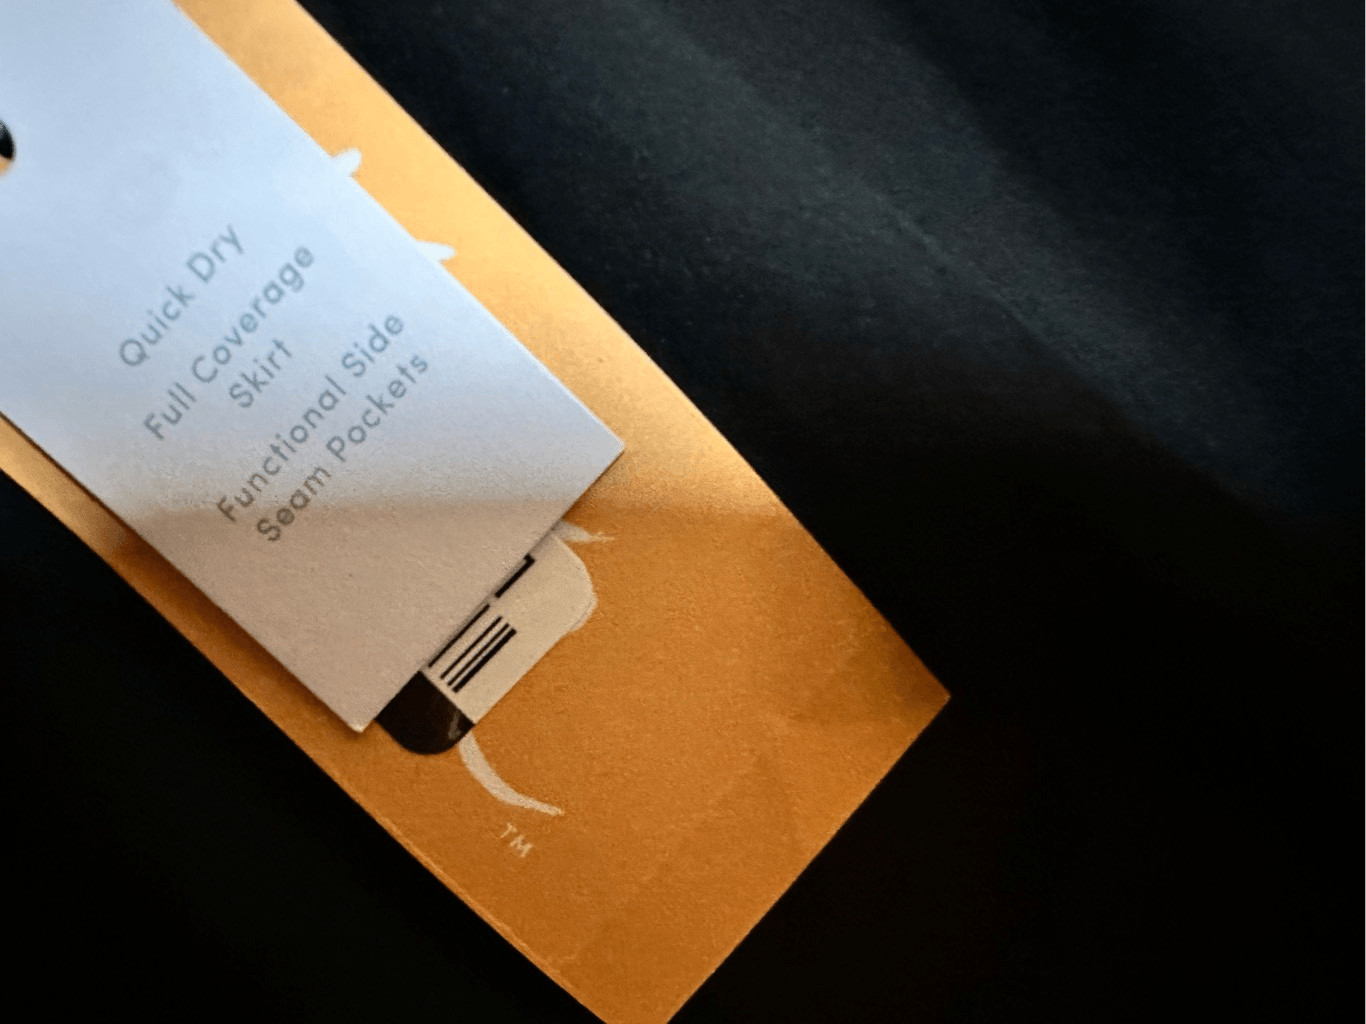 Quick Dry
Full Coverage
Skirt
Functional Side
Seam Pockets
TM